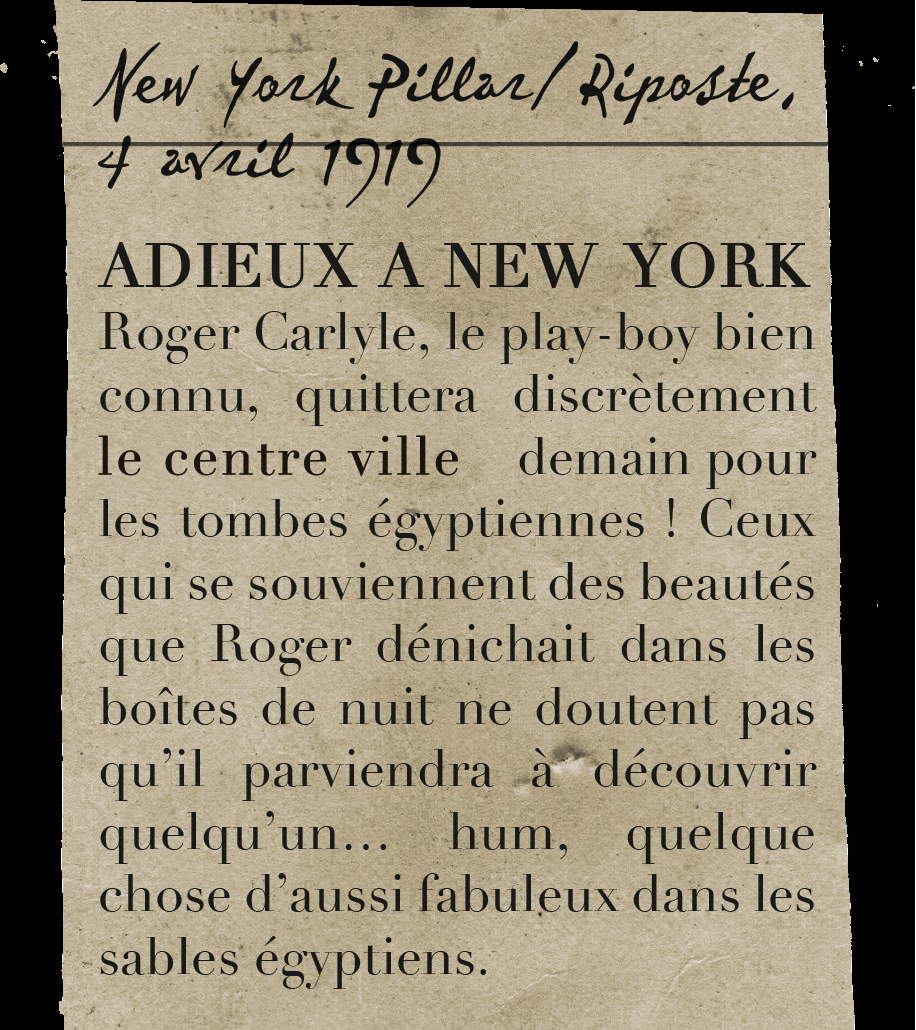 New York Pillar/Riposte,
4 avril 1919
ADIEUX A NEW YORK
Roger Carlyle, le play-boy bien
connu, quittera discrètement
le centre ville demain pour
les tombes égyptiennes ! Ceux
qui se souviennent des beautés
que Roger dénichait dans les
boîtes de nuit ne doutent pas
qu’il parviendra à découvrir
quelqu’un… hum, quelque
chose d’aussi fabuleux dans les
sables égyptiens.